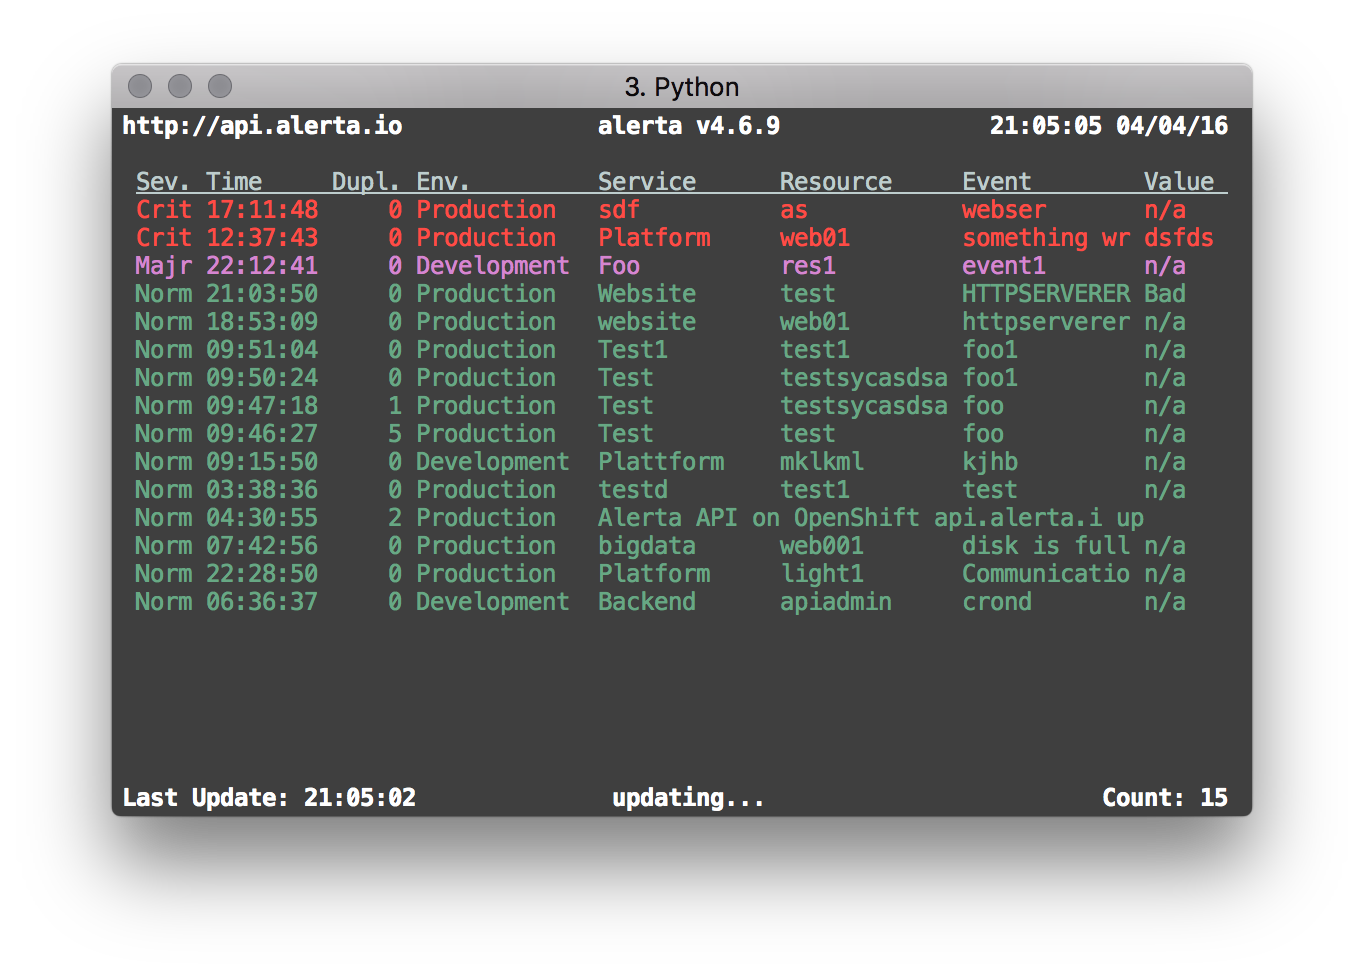 3. Python
http://api.alerta.io alerta v4.6.9 21:05:05 04/04/16
Sev. Time Dupl. Env. Service Resource Event Value
Crit 17:11:48 0 Production sdf as webser n/a
Crit 12:37:43 0 Production Platform web01 something wr dsfds
Majr 22:12:41 0 Development Foo res1 event1 n/a
Norm 21:03:50 0 Production Website test HTTPSERVERER Bad
Norm 18:53:09 0 Production website web01 httpserverer n/a
Norm 09:51:04 0 Production Test1 test1 foo1 n/a
Norm 09:50:24 0 Production Test testsycasdsa foo1 n/a
Norm 09:47:18 1 Production Test testsycasdsa foo n/a
Norm 09:46:27 5 Production Test test foo n/a
Norm 09:15:50 0 Development Plattform mklkml kjhb n/a
Norm 03:38:36 0 Production testd test1 test n/a
Norm 04:30:55 2 Production Alerta API on OpenShift api.alerta.i up
Norm 07:42:56 0 Production bigdata web001 disk is full n/a
Norm 22:28:50 0 Production Platform light1 Communicatio n/a
Norm 06:36:37 0 Development Backend apiadmin crond n/a
Last Update: 21:05:02 updating... Count: 15